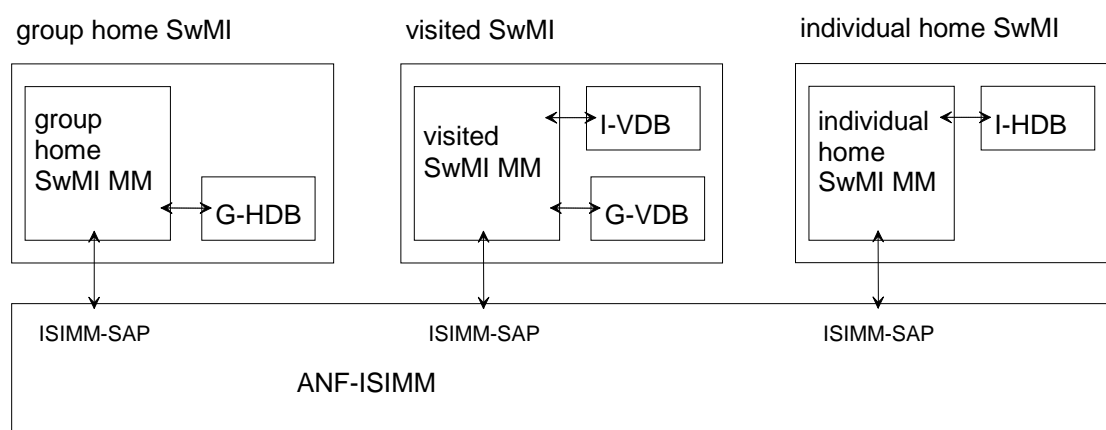 group home SwMI
visited SwMI
individual home SwMI
group
home
SwMI MM
G-HDB
visited
SwMI MM
I-VDB
G-VDB
individual
home
SwMI MM
I-HDB
ISIMM-SAP
ISIMM-SAP
ISIMM-SAP
ANF-ISIMM